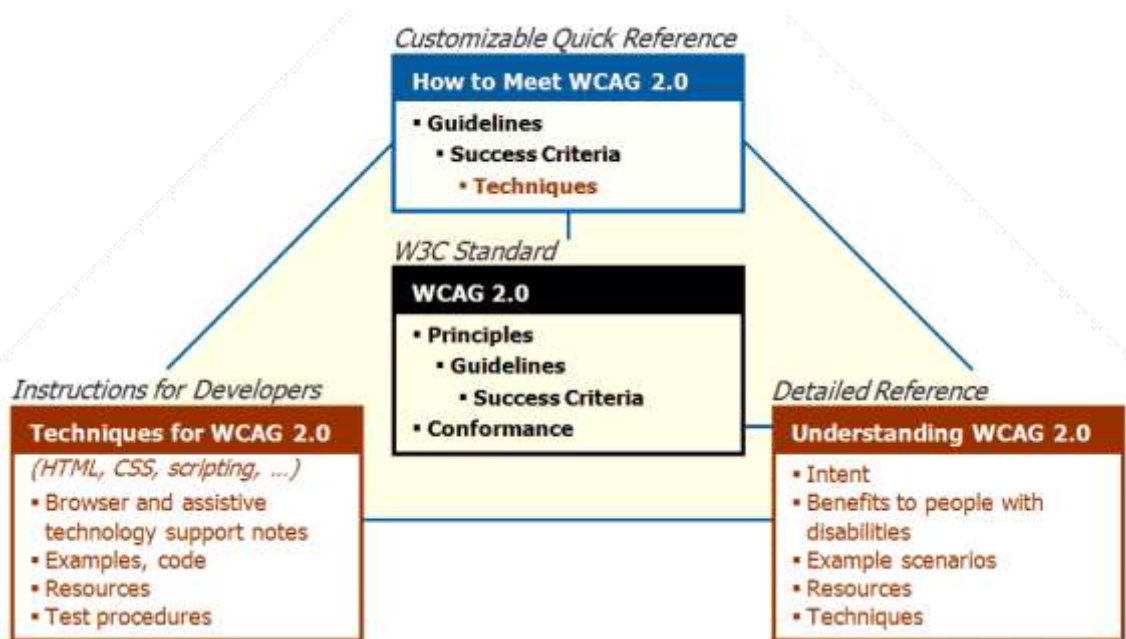 Customizable Quick Reference
How to Meet WCAG 2.0
▪ Guidelines
▪ Success Criteria
▪ Techniques
W3C Standard
WCAG 2.0
▪ Principles
▪ Guidelines
▪ Success Criteria
▪ Conformance
Instructions for Developers
Techniques for WCAG 2.0
(HTML, CSS, scripting, ...)
▪ Browser and assistive
technology support notes
▪ Examples, code
▪ Resources
▪ Test procedures
Detailed Reference
Understanding WCAG 2.0
▪ Intent
▪ Benefits to people with
disabilities
▪ Example scenarios
▪ Resources
▪ Techniques